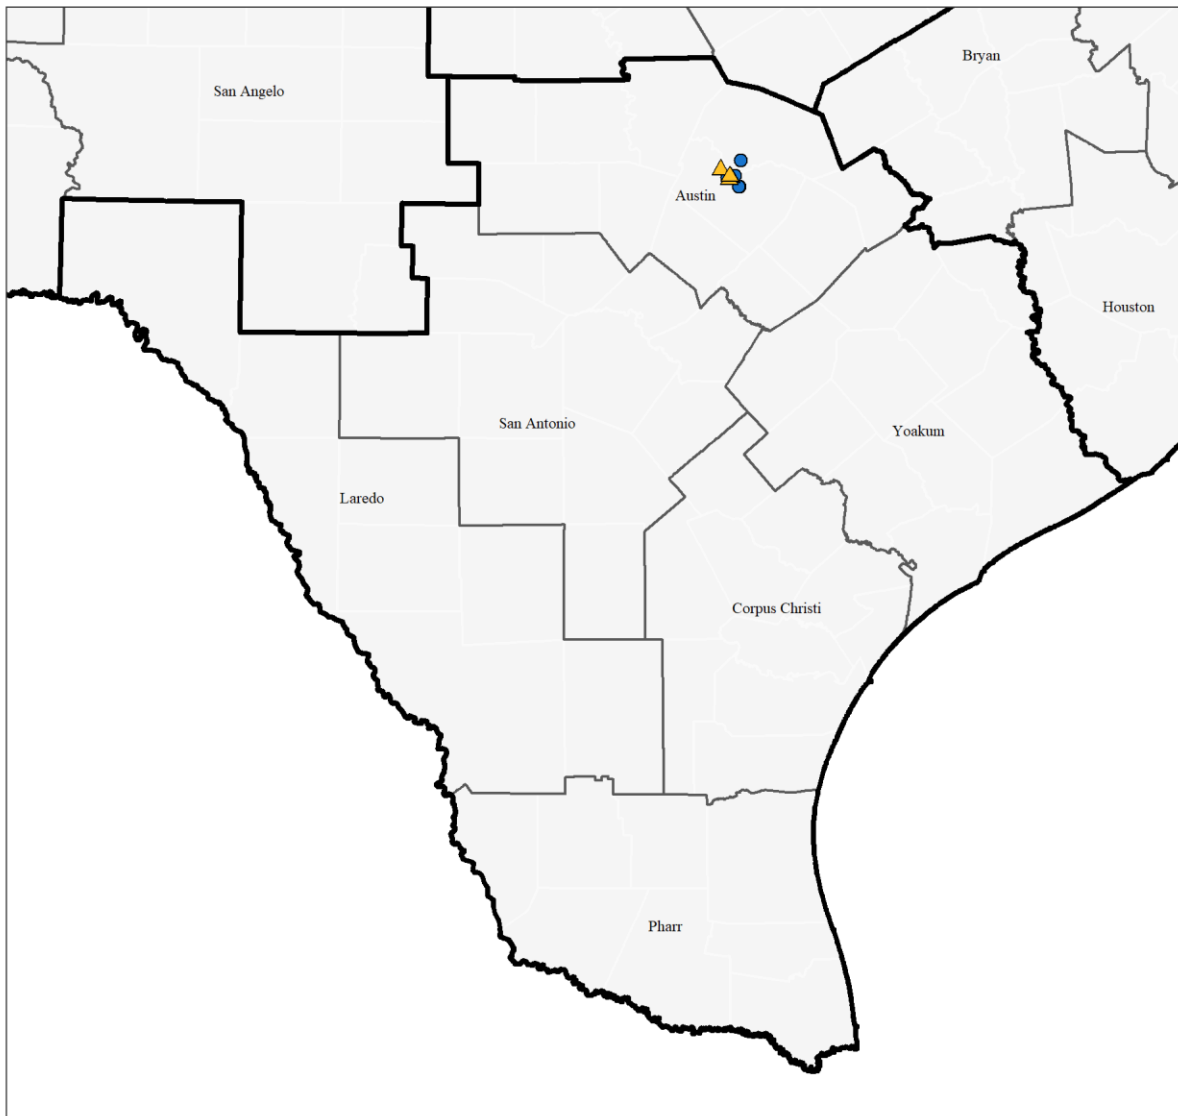 Bryan
San Angelo
Austin
Houston
San Antonio
Yoakum
Laredo
Corpus Christi
Pharr